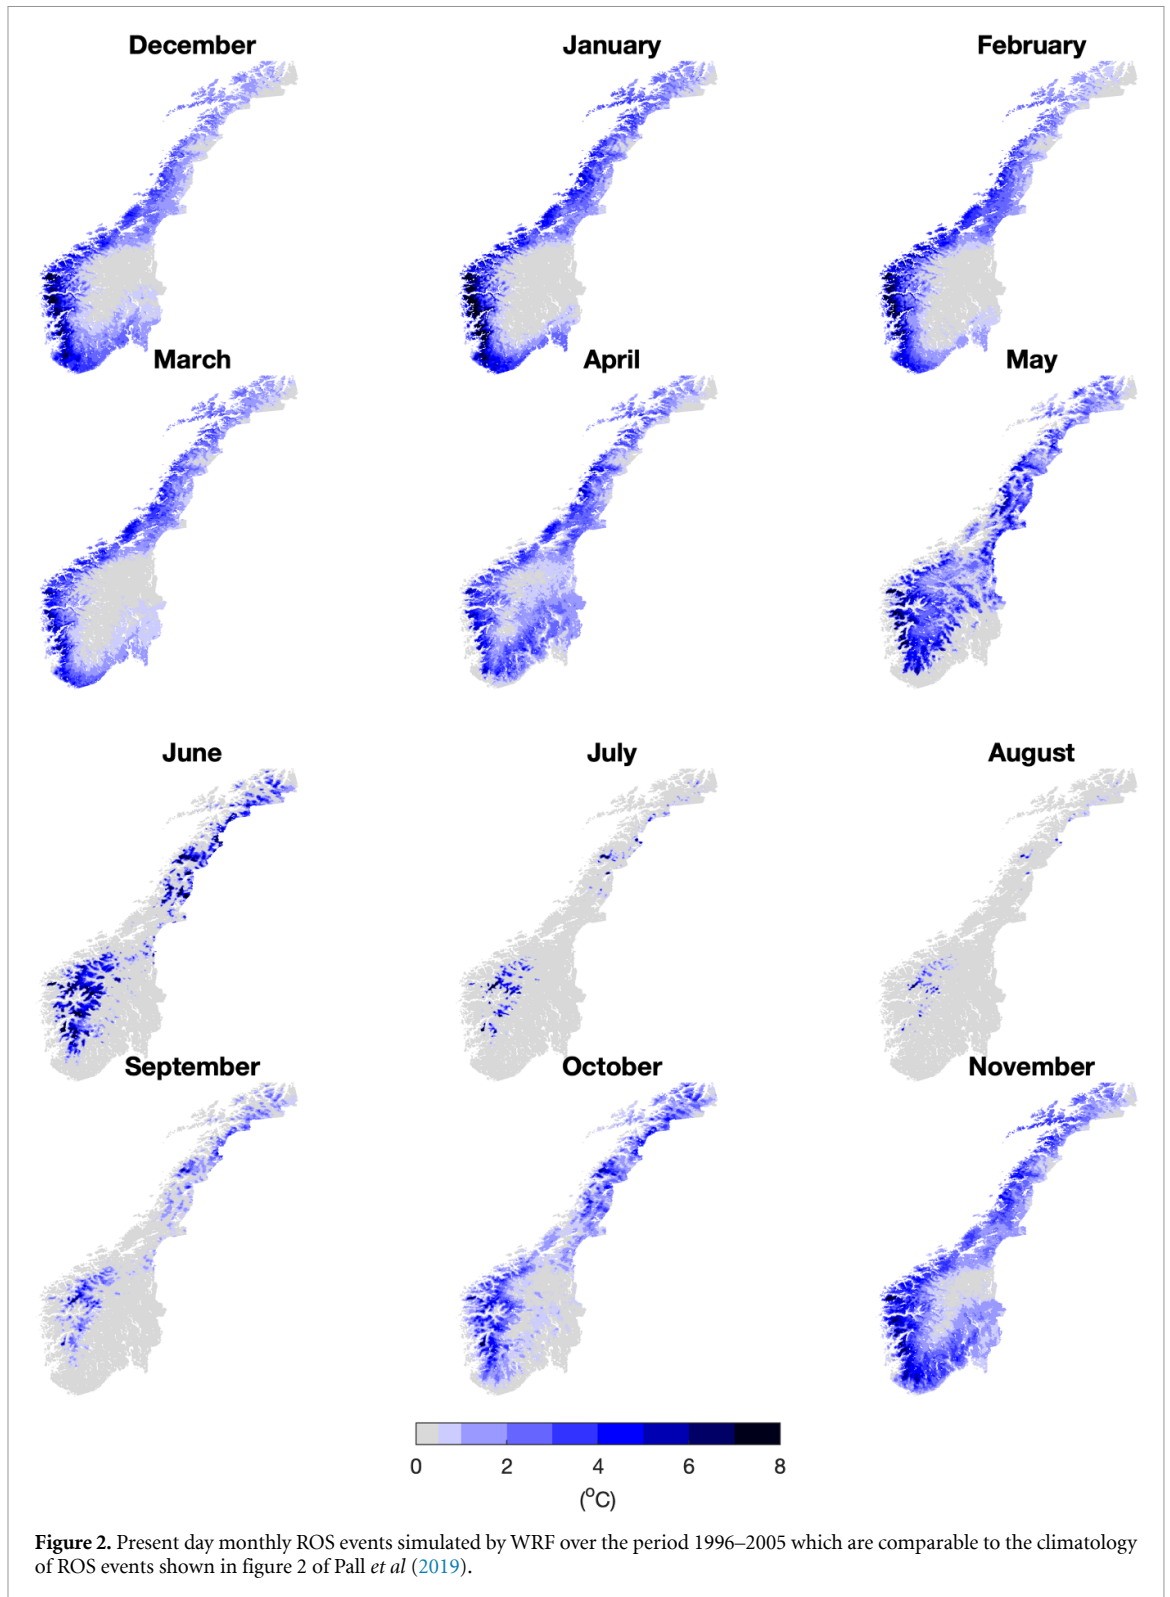 December
January
February
March
April
May
June
July
August
September
October
November
0
2
4
6
8
(°C)
Figure 2. Present day monthly ROS events simulated by WRF over the period 1996–2005 which are comparable to the climatology
of ROS events shown in figure 2 of Pall et al (2019).